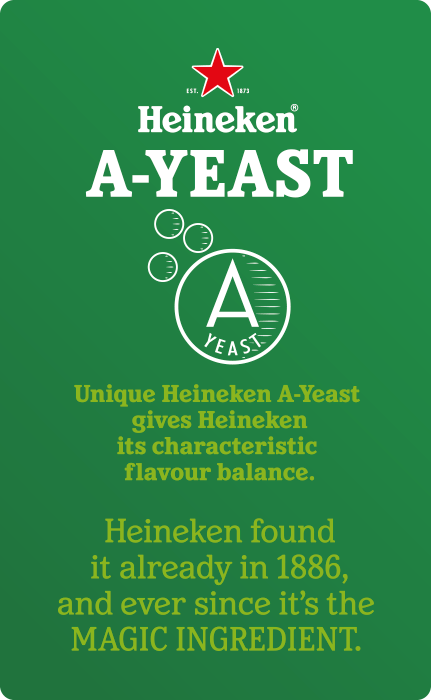 EST. 1873
Heineken®
A-YEAST
A
YEAST
Unique Heineken A-Yeast
gives Heineken
its characteristic
flavour balance.
Heineken found
it already in 1886,
and ever since it’s the
MAGIC INGREDIENT.